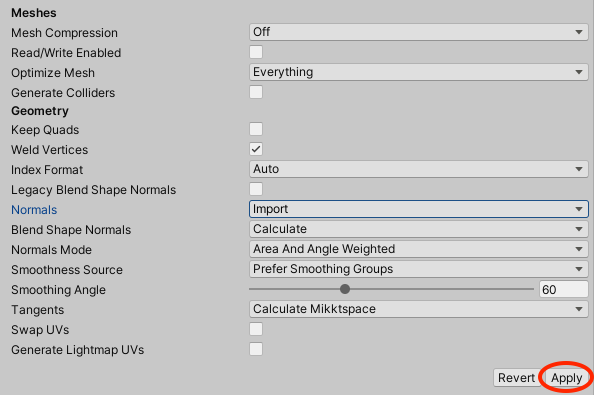 Meshes
Mesh Compression Off
Read/Write Enabled
Optimize Mesh Everything
Generate Colliders
Geometry
Keep Quads
Weld Vertices
Index Format Auto
Legacy Blend Shape Normals
Normals Import
Blend Shape Normals Calculate
Normals Mode Area And Angle Weighted
Smoothness Source Prefer Smoothing Groups
Smoothing Angle 60
Tangents Calculate Mikktspace
Swap UVs
Generate Lightmap UVs
Revert Apply